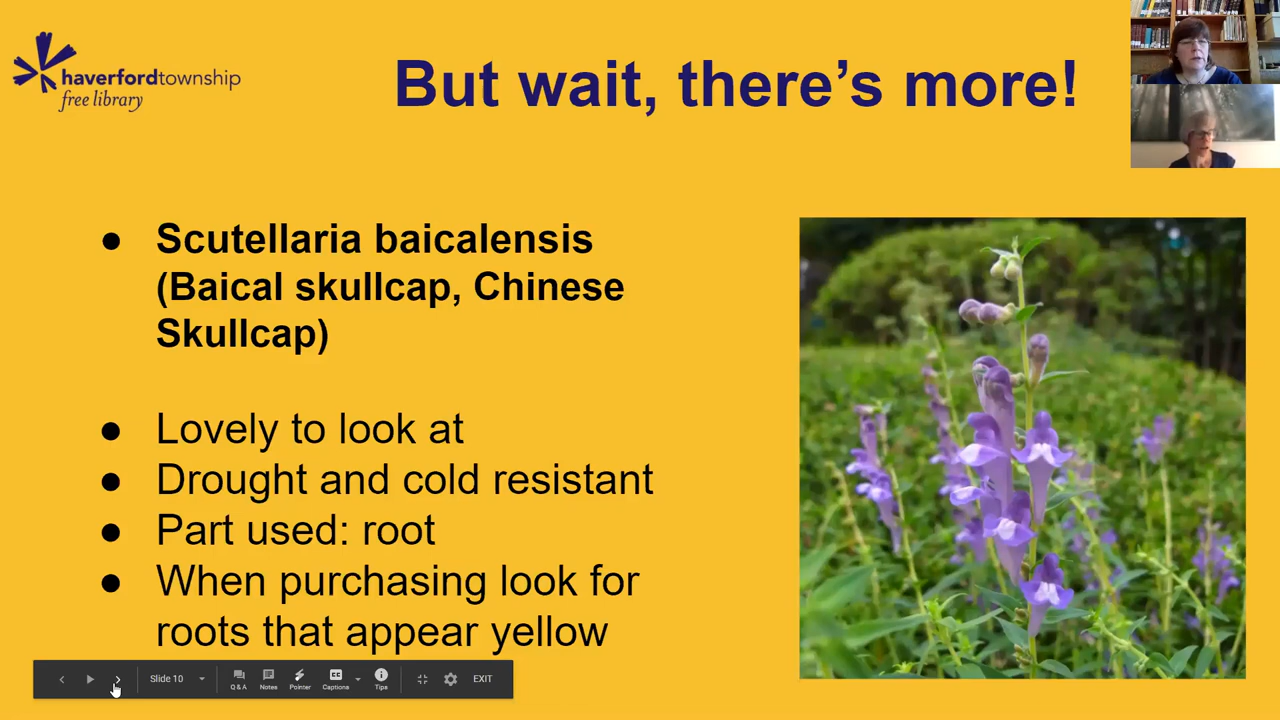 haverfordtownship
free library
But wait, there's more!
● Scutellaria baicalensis
(Baical skullcap, Chinese
Skullcap)
● Lovely to look at
● Drought and cold resistant
● Part used: root
● When purchasing look for
roots that appear yellow
Slide 10
Q & A
Notes
Pointer
Captions
Tips
EXIT